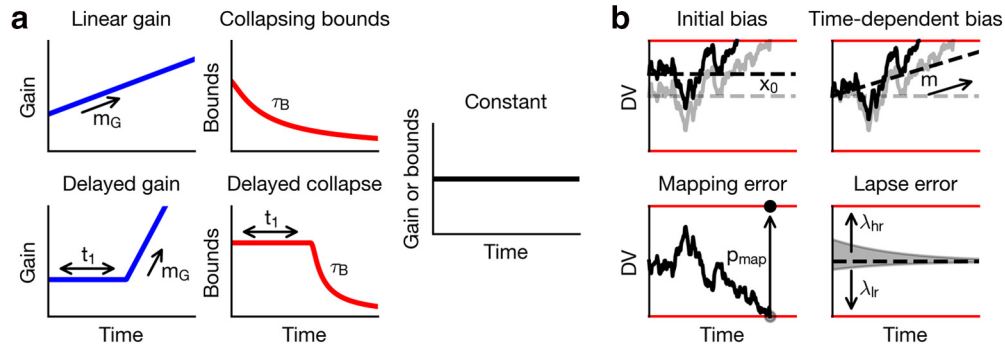 a
Linear gain
Gain
m_G
Collapsing bounds
Bounds
τ_B
Delayed gain
Gain
t_1
m_G
Time
Delayed collapse
Bounds
t_1
τ_B
Time
Constant
Gain or bounds
Time
b
Initial bias
DV
x_0
Time-dependent bias
m
Mapping error
DV
p_map
Time
Lapse error
λ_hr
λ_lr
Time